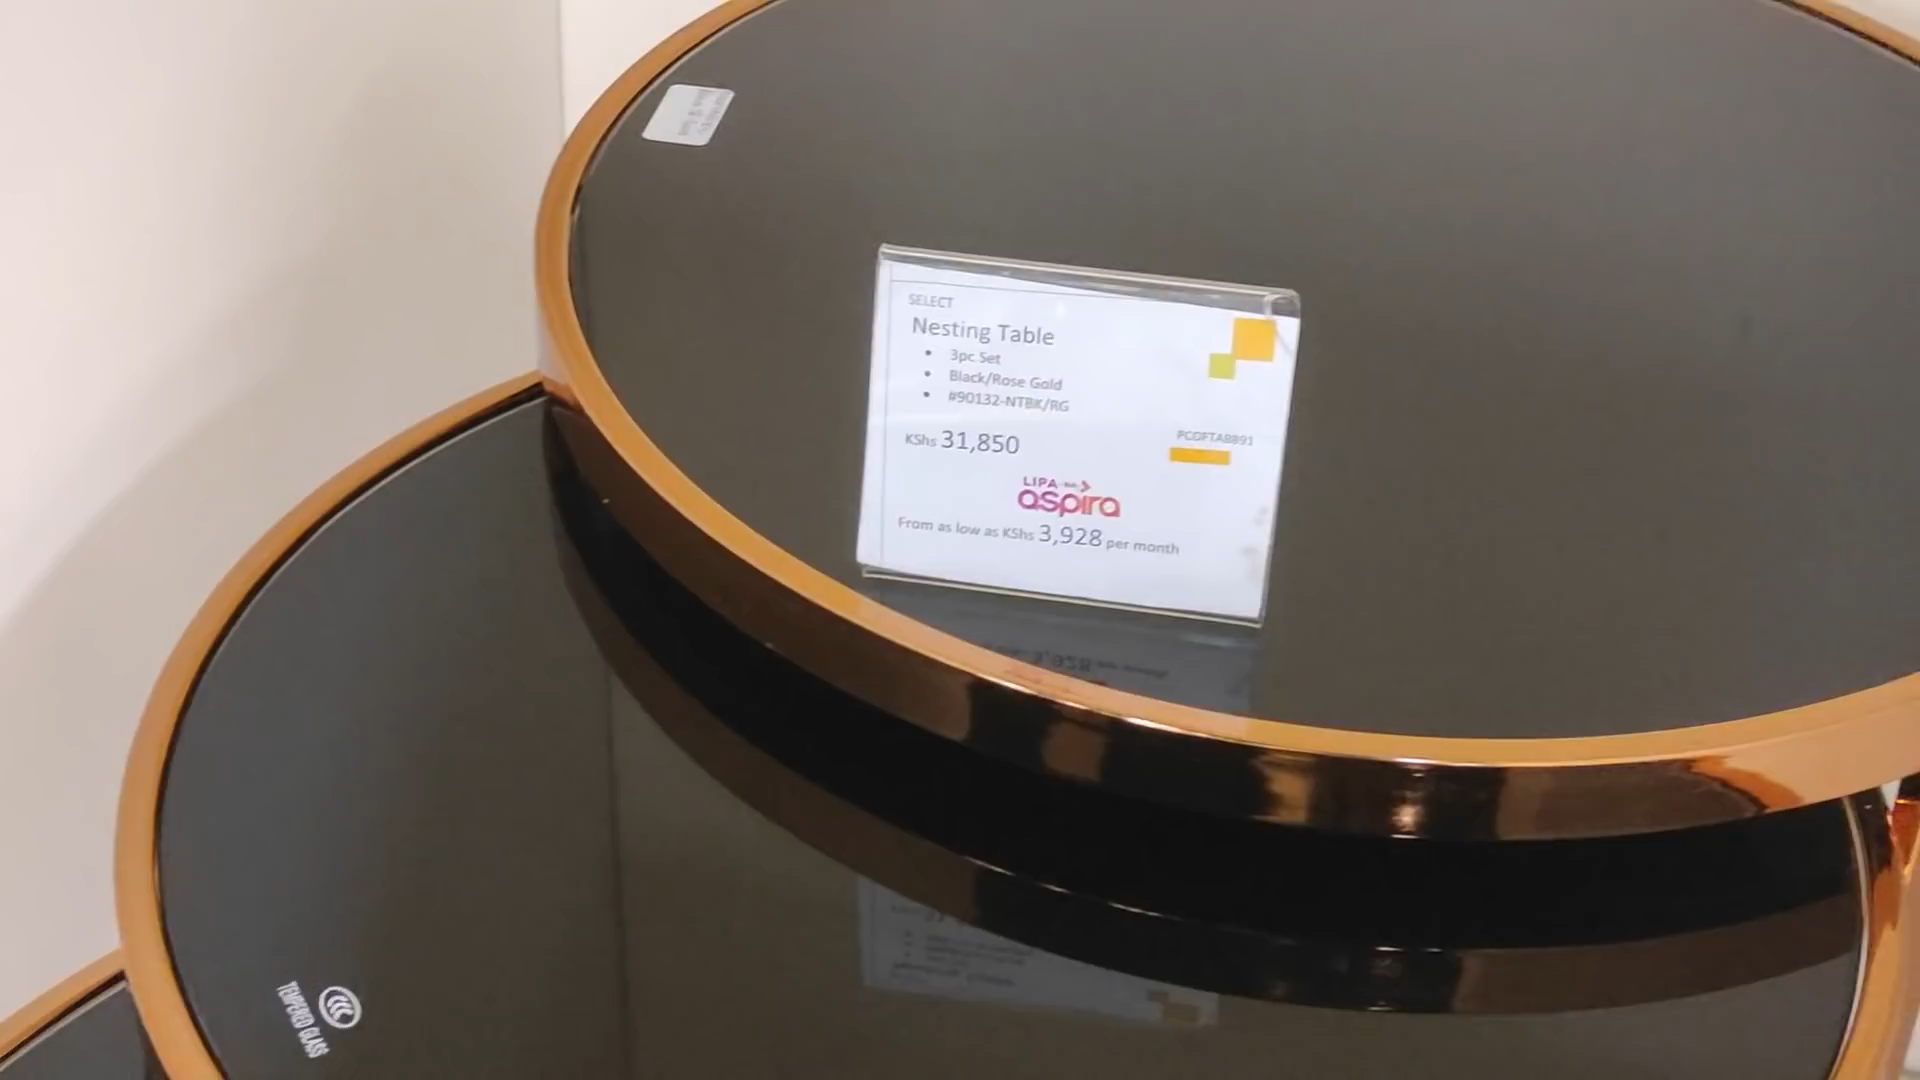 SELECT
Nesting Table
• 3pc Set
• Black/Rose Gold
• #90132-NTBK/RG
KShs 31,850
PCOFTAB891
LIPA
aspira
From as low as KShs 3,928 per month
TEMPERED GLASS